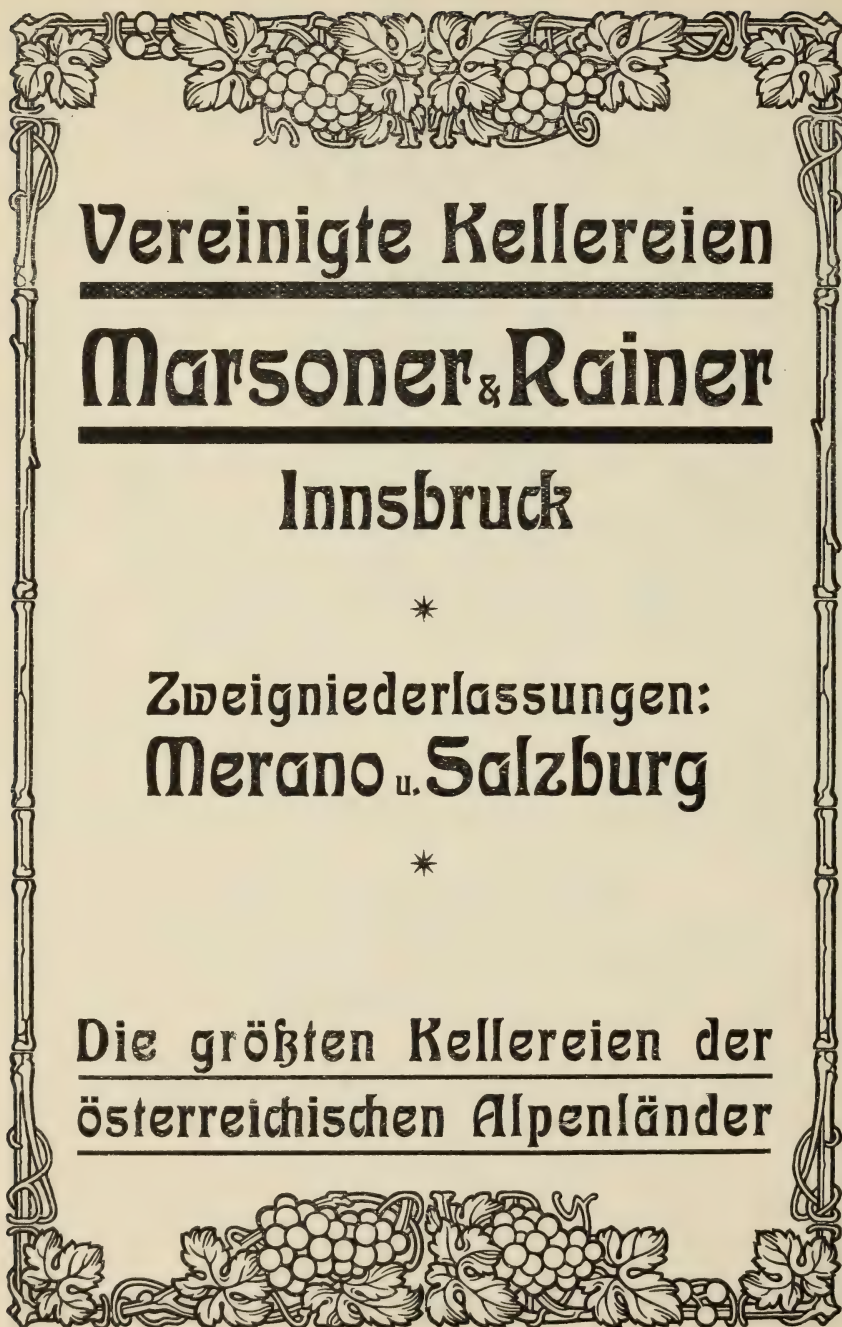 Vereinigte Kellereien
Marsoner & Rainer
Innsbruck
*
Zweigniederlassungen:
Merano u. Salzburg
*
Die größten Kellereien der
österreichischen Alpenländer